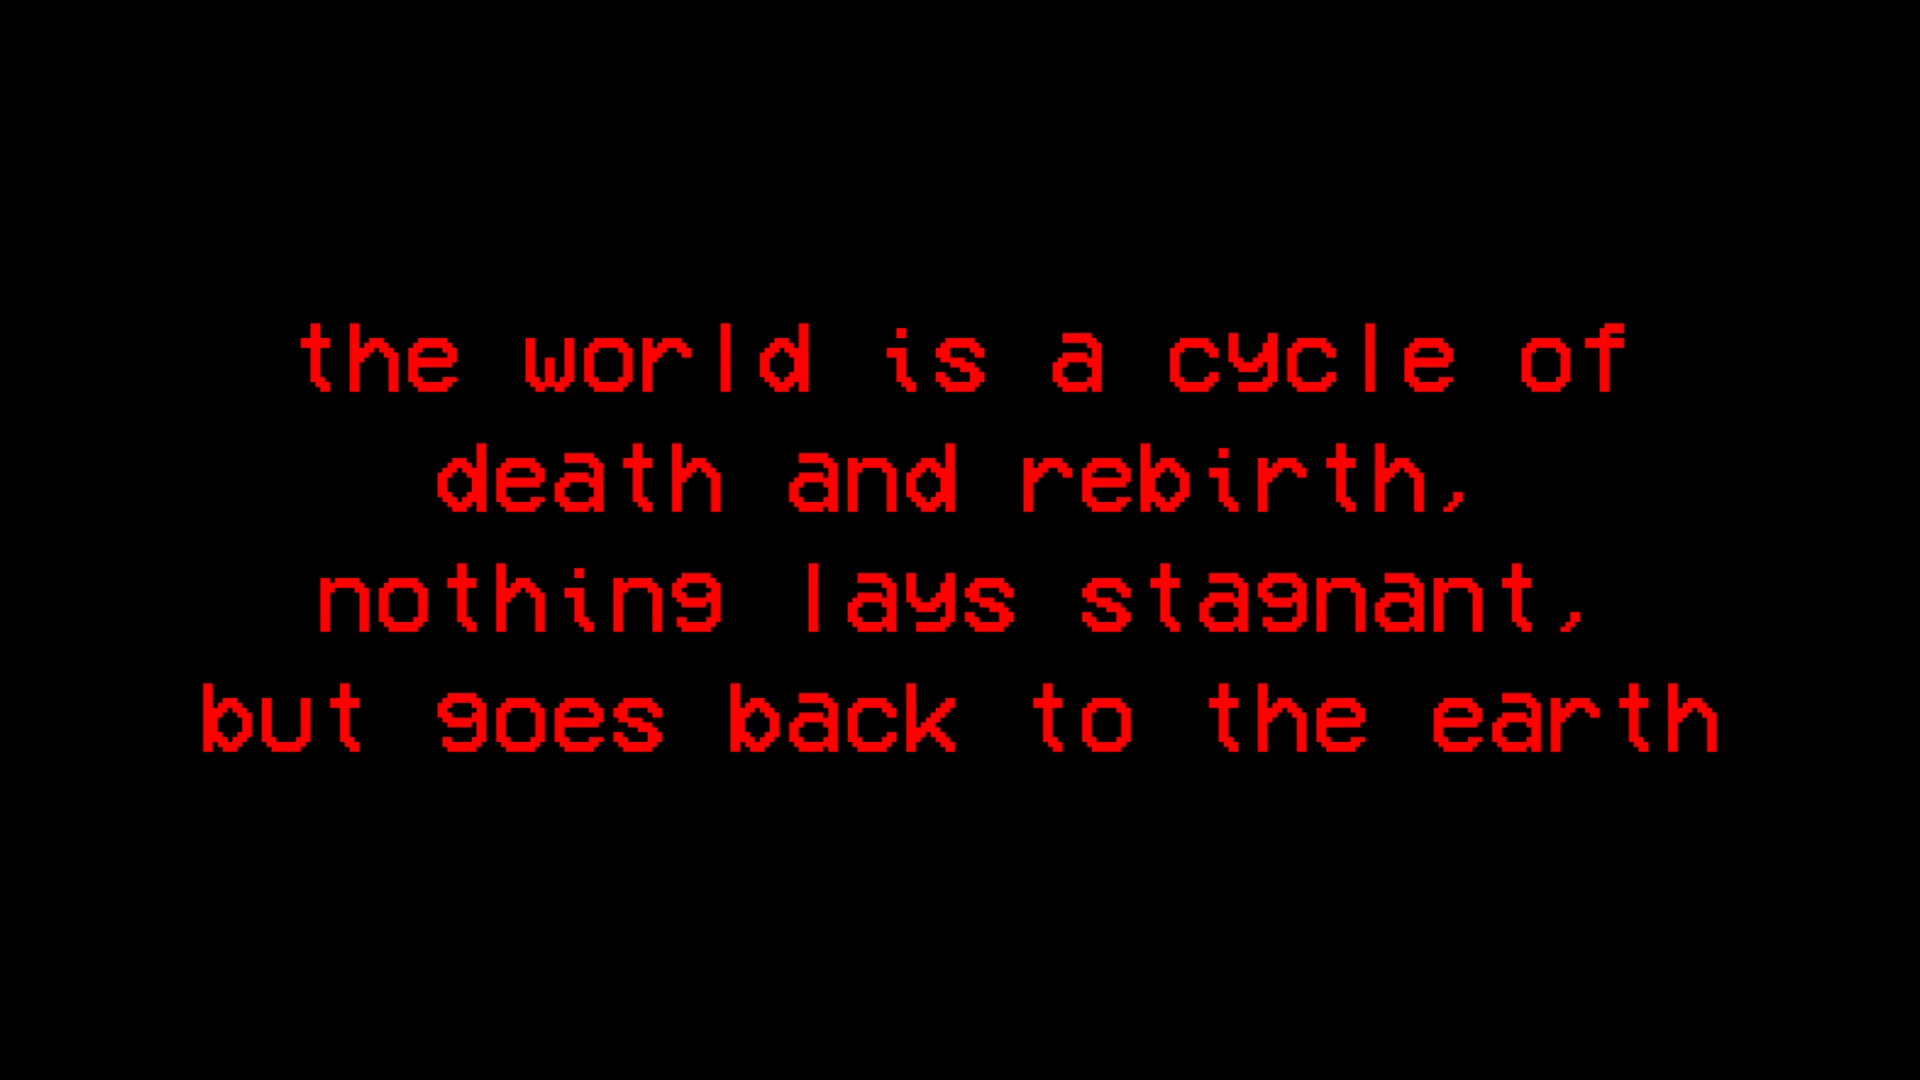 the world is a cycle of
death and rebirth,
nothing lays stagnant,
but goes back to the earth